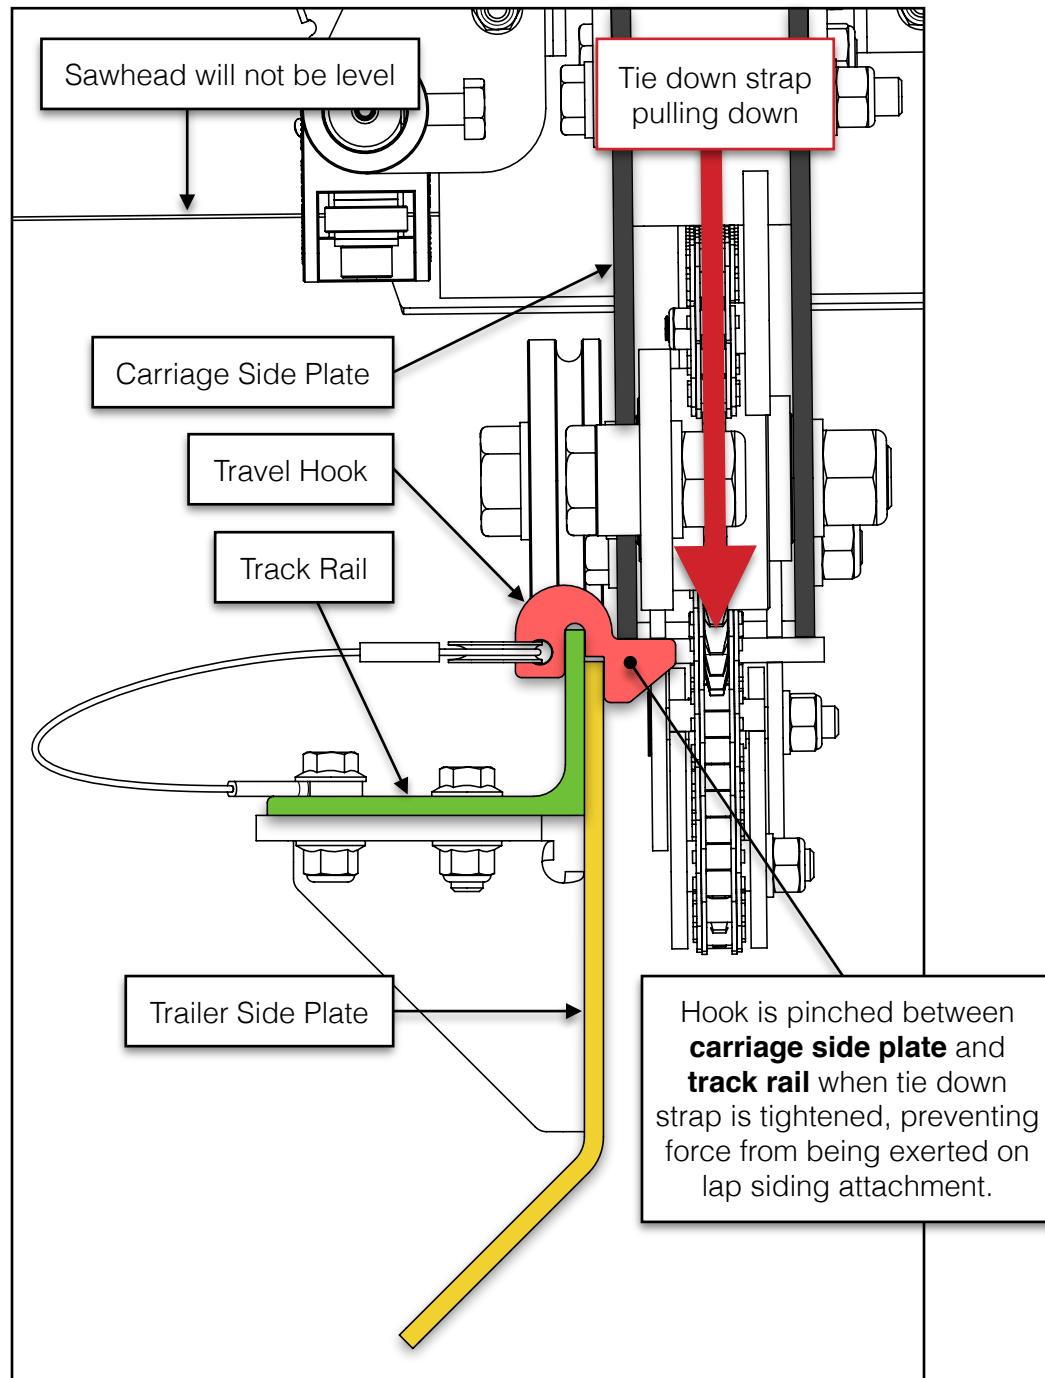 Sawhead will not be level
Tie down strap
pulling down
Carriage Side Plate
Travel Hook
Track Rail
Trailer Side Plate
Hook is pinched between
carriage side plate and
track rail when tie down
strap is tightened, preventing
force from being exerted on
lap siding attachment.